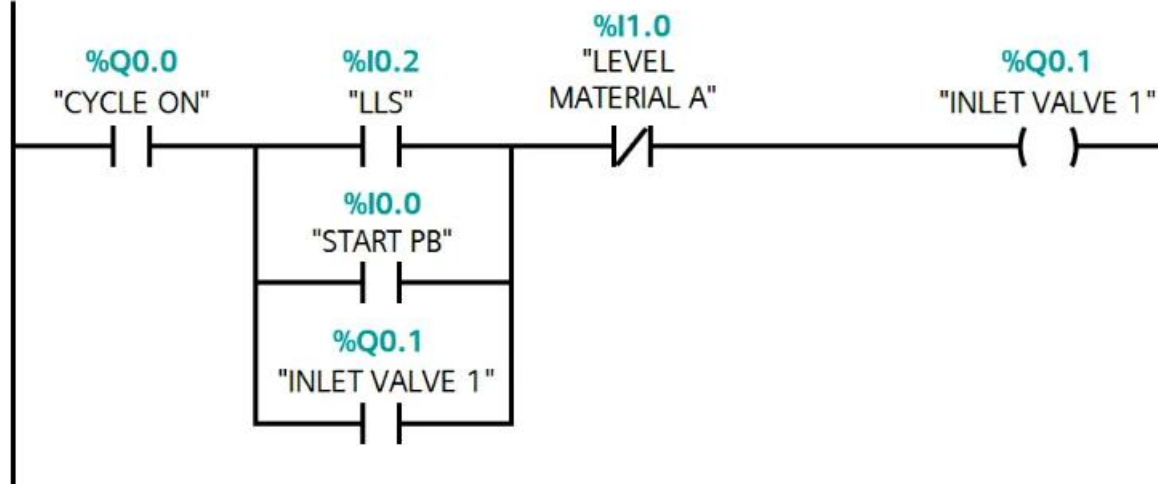 %Q0.0
"CYCLE ON"
%I0.2
"LLS"
%I1.0
"LEVEL
MATERIAL A"
%Q0.1
"INLET VALVE 1"
%I0.0
"START PB"
%Q0.1
"INLET VALVE 1"